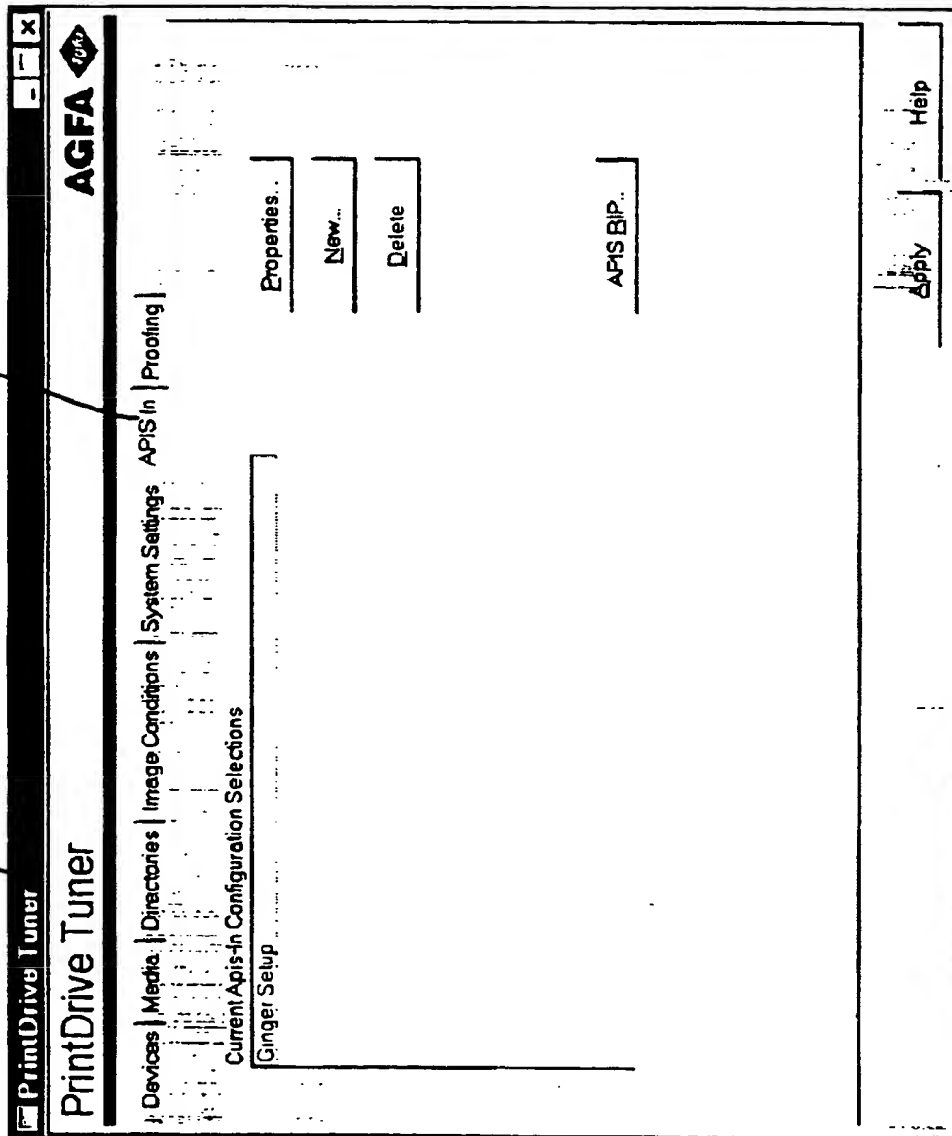 PrintDrive Tuner
PrintDrive Tuner
AGFA
Devices | Media | Directories | Image Conditions | System Settings APIS In | Proofing
Current Apis-In Configuration Selections
Ginger Setup
Properties..
New...
Delete
APIS BIP..
Apply
Help